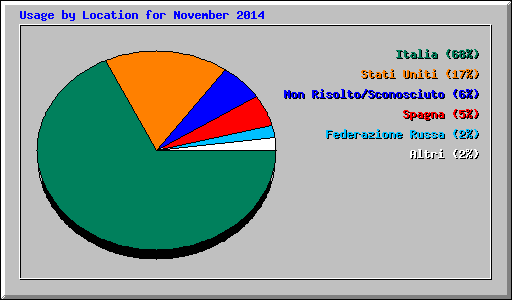 Usage by Location for November 2014
Italia (68%)
Stati Uniti (17%)
Non Risolto/Sconosciuto (6%)
Spagna (5%)
Federazione Russa (2%)
Altri (2%)